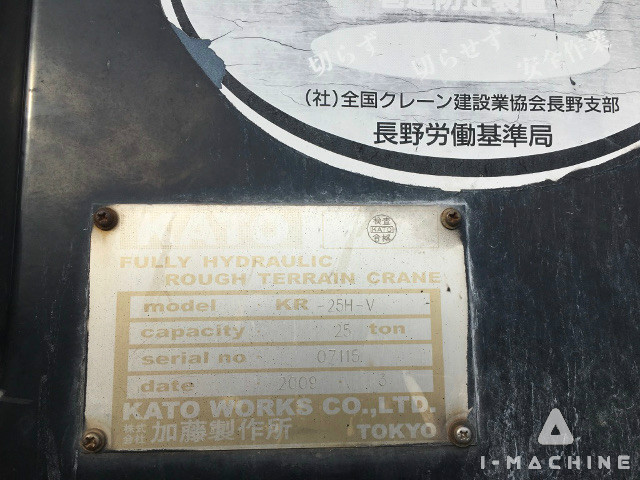 切らず 切らせず 安全作業
(社)全国クレーン建設業協会長野支部
長野労働基準局
検査
KATO
合格
FULLY HYDRAULIC
ROUGH TERRAIN CRANE
model KR -25H-V
capacity 25 ton
serial no 07115
date 2009 3
KATO WORKS CO.,LTD.
株式会社 加藤製作所 TOKYO
I-MACHINE